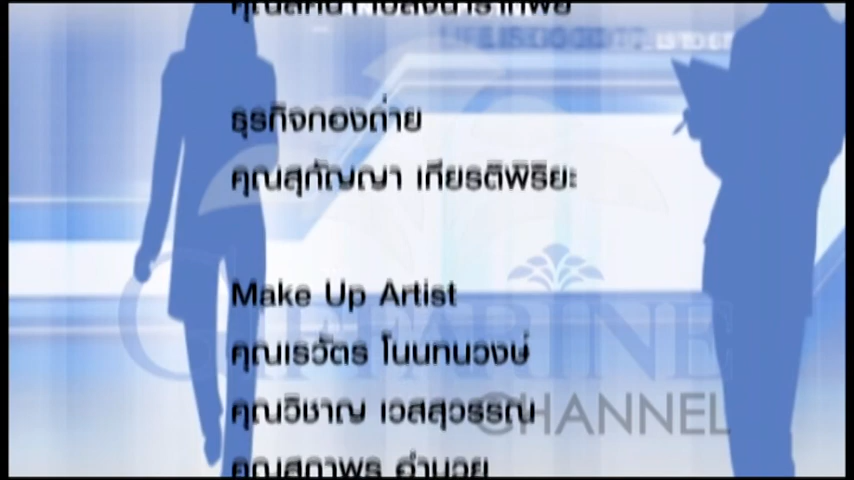 ธุรกิจกองถ่าย
คุณสุกัญญา เกียรติพิริยะ
Make Up Artist
คุณเรวัตร โนนทนวงษ์
คุณวิชาญ เวสสุวรรณ
GIFFARINE
CHANNEL